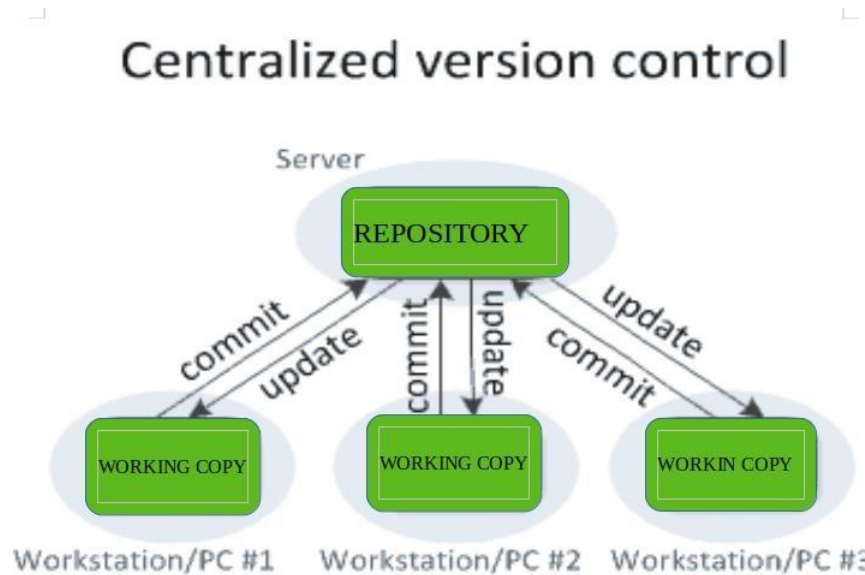 Centralized version control
Server
REPOSITORY
commit
update
commit
update
update
commit
WORKING COPY
WORKING COPY
WORKIN COPY
Workstation/PC #1
Workstation/PC #2
Workstation/PC #3